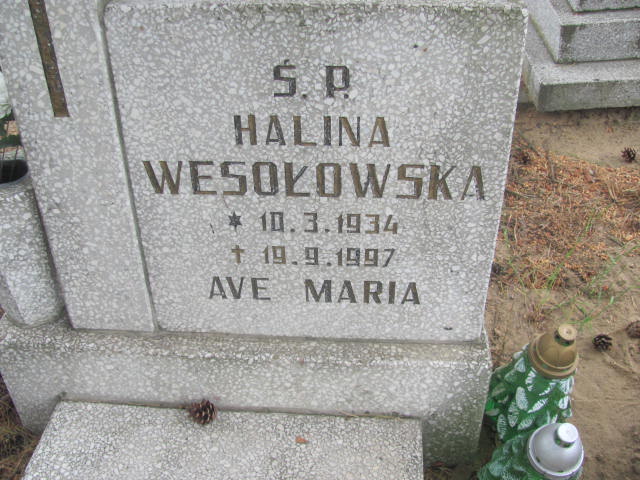 Ś.P.
HALINA
WESOŁOWSKA
* 10.3.1934
✝ 19.9.1997
AVE MARIA